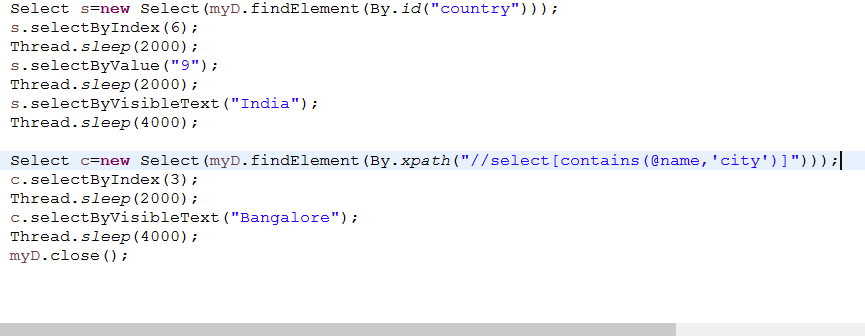 Select s=new Select(myD.findElement(By.id("country")));
s.selectByIndex(6);
Thread.sleep(2000);
s.selectByValue("9");
Thread.sleep(2000);
s.selectByVisibleText("India");
Thread.sleep(4000);
Select c=new Select(myD.findElement(By.xpath("//select[contains(@name,'city')]")));
c.selectByIndex(3);
Thread.sleep(2000);
c.selectByVisibleText("Bangalore");
Thread.sleep(4000);
myD.close();